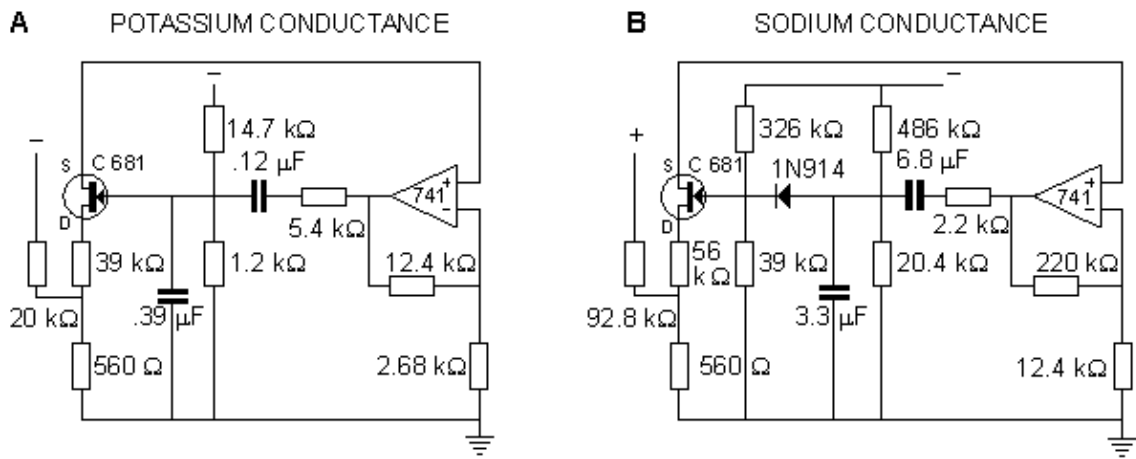 A POTASSIUM CONDUCTANCE
−
14.7 kΩ
.12 μF
−
S C 681
741 + −
D
5.4 kΩ
39 kΩ
1.2 kΩ
12.4 kΩ
20 kΩ
.39 μF
560 Ω
2.68 kΩ
B SODIUM CONDUCTANCE
−
326 kΩ
486 kΩ
+
6.8 μF
S C 681
1N914
741 + −
D
2.2 kΩ
56 kΩ
39 kΩ
20.4 kΩ
220 kΩ
92.8 kΩ
3.3 μF
560 Ω
12.4 kΩ